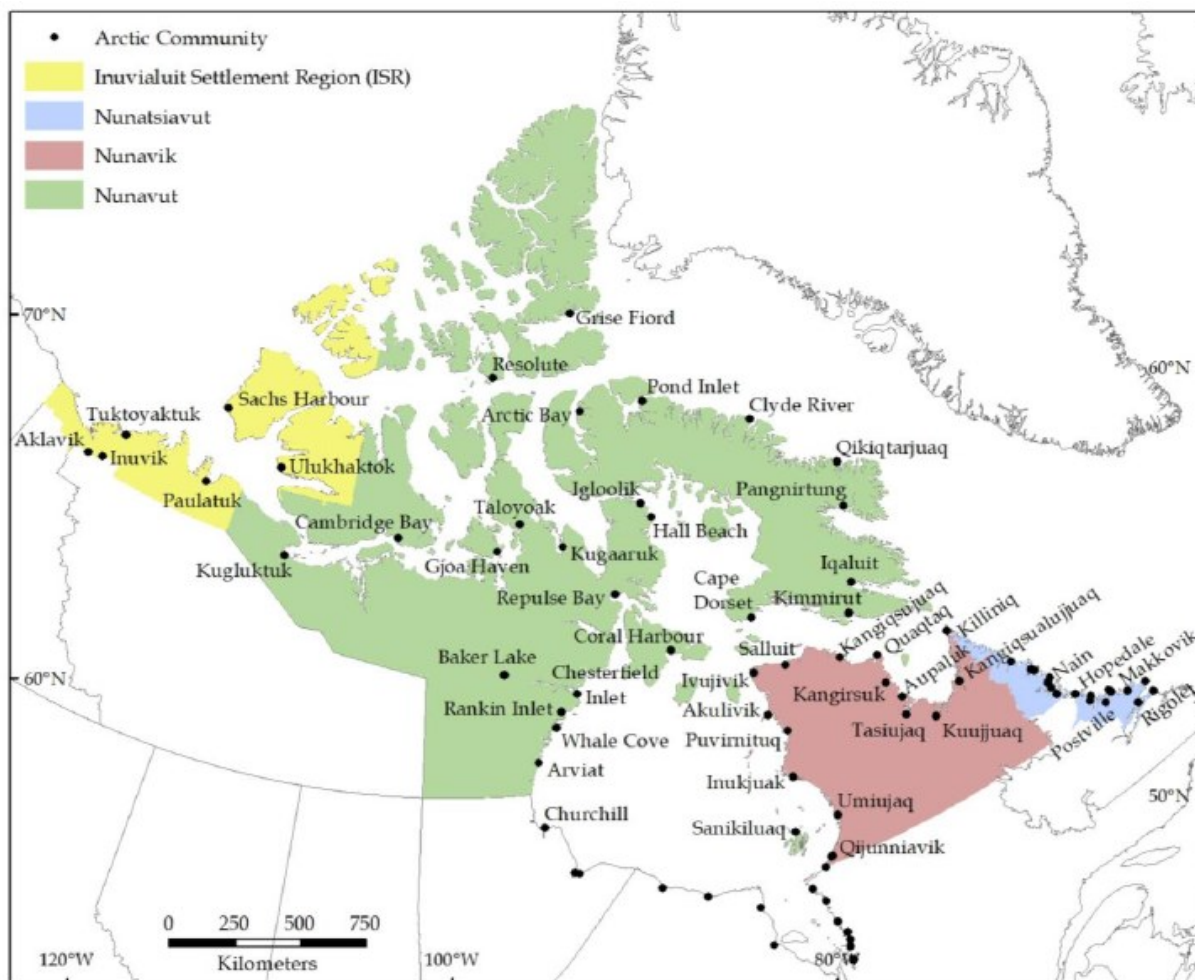 Arctic Community
Inuvialuit Settlement Region (ISR)
Nunatsiavut
Nunavik
Nunavut
70°N
Grise Fiord
60°N
Resolute
Pond Inlet
Sachs Harbour
Arctic Bay
Clyde River
Tuktoyaktuk
Aklavik
Inuvik
Ulukhaktok
Qikiqtarjuaq
Paulatuk
Igloolik
Pangnirtung
Cambridge Bay
Taloyoak
Hall Beach
Kugluktuk
Gjoa Haven
Kugaaruk
Iqaluit
Cape
Dorset
Kimmirut
Repulse Bay
Kangiqsujuaq
Quaqtaq
Killiniq
Kangiqsualujjuaq
Coral Harbour
Salluit
Nain
Hopedale
Makkovik
60°N
Baker Lake
Chesterfield
Inlet
Ivujivik
Kangirsuk
Aupaluk
Rankin Inlet
Akulivik
Tasiujaq
Kuujjuaq
Postville
Rigolet
Whale Cove
Puvirnituq
Arviat
Inukjuak
Umiujaq
50°N
Churchill
Sanikiluaq
Qijunniavik
0 250 500 750
Kilometers
120°W
100°W
80°W